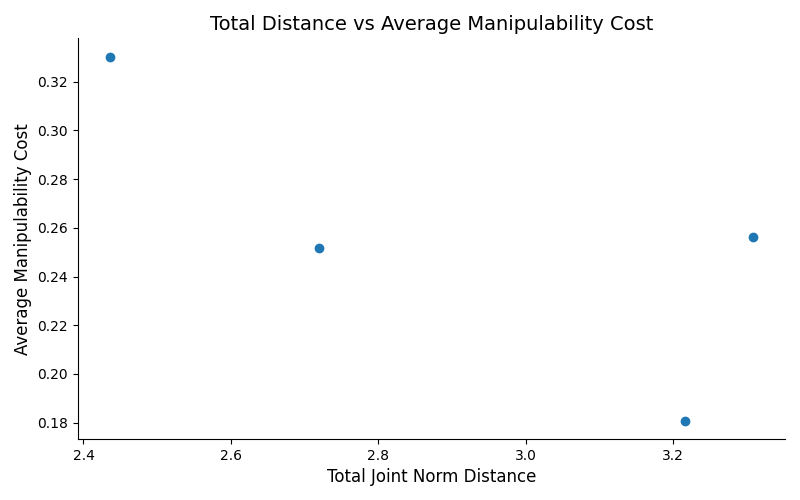 Total Distance vs Average Manipulability Cost
Average Manipulability Cost
0.32
0.30
0.28
0.26
0.24
0.22
0.20
0.18
2.4 2.6 2.8 3.0 3.2
Total Joint Norm Distance